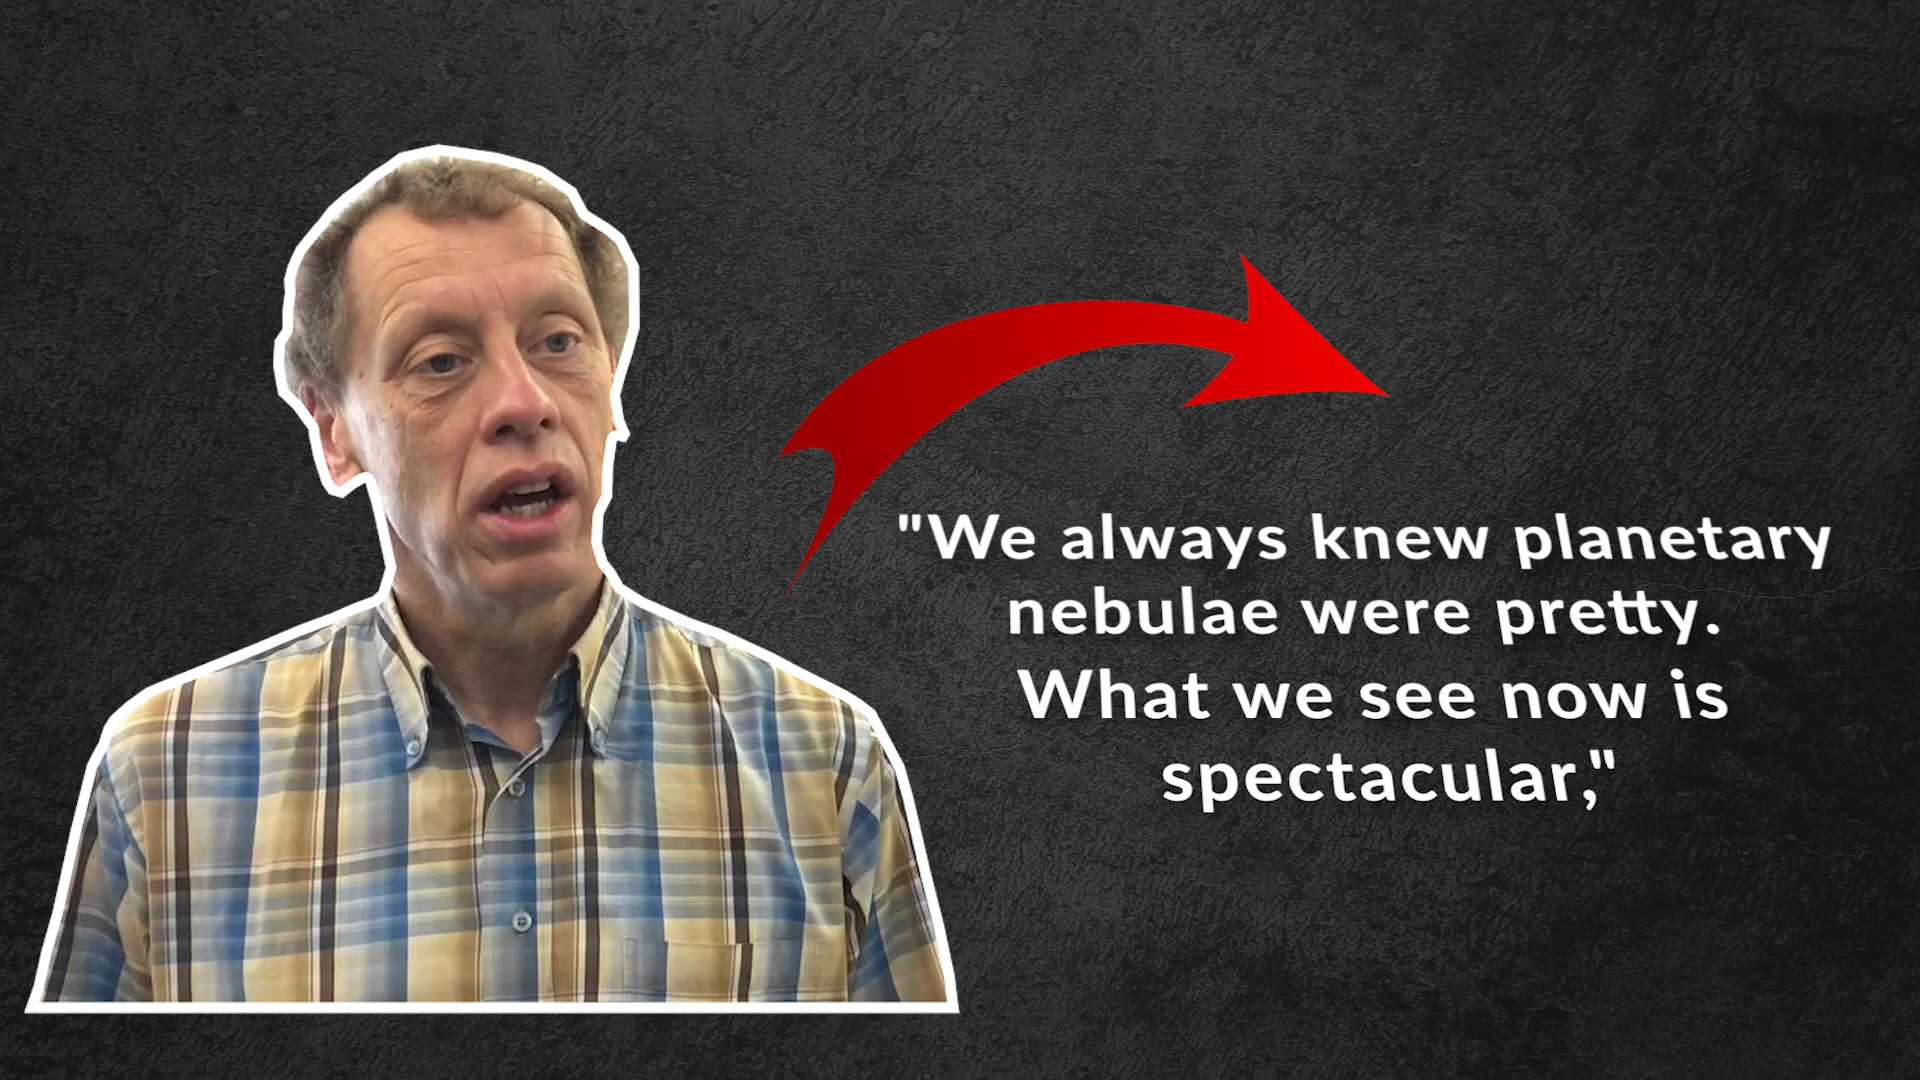 "We always knew planetary
nebulae were pretty.
What we see now is
spectacular,"